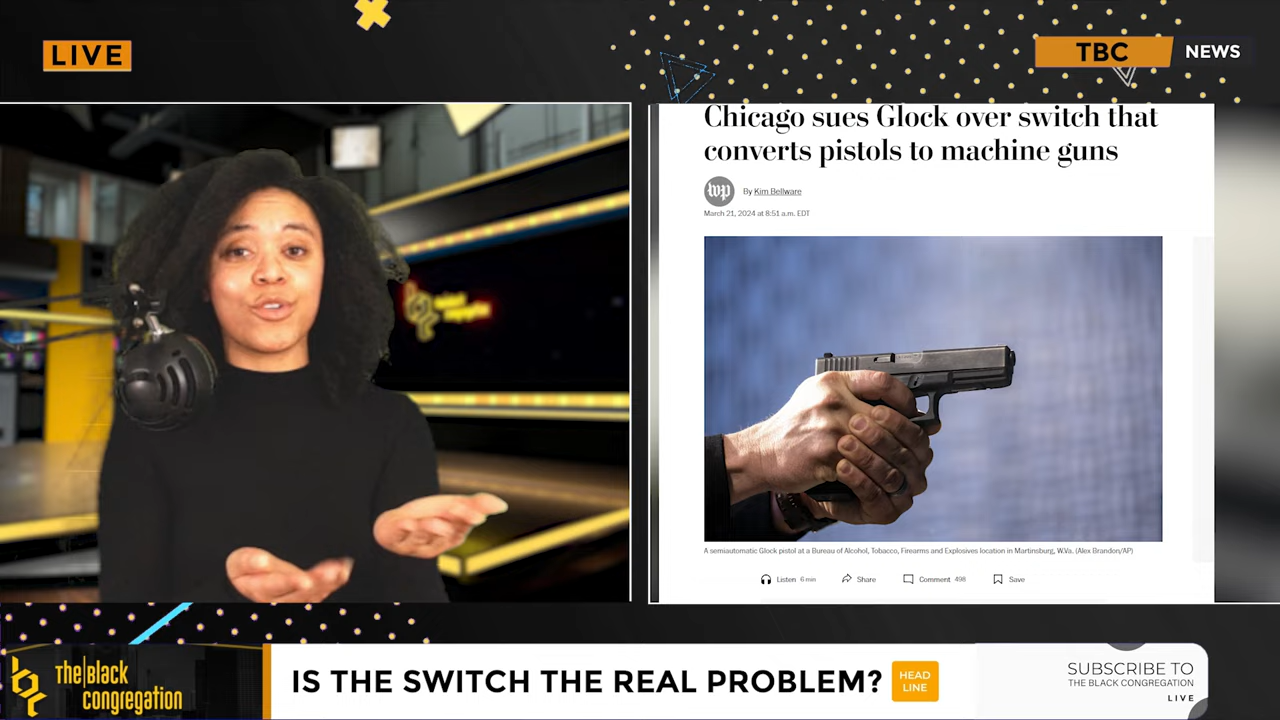 LIVE
TBC NEWS
Chicago sues Glock over switch that
converts pistols to machine guns
wp
By Kim Bellware
March 21, 2024 at 8:51 a.m. EDT
A semiautomatic Glock pistol at a Bureau of Alcohol, Tobacco, Firearms and Explosives location in Martinsburg, W.Va. (Alex Brandon/AP)
Listen 6 min Share Comment 498 Save
The Black
congregation
IS THE SWITCH THE REAL PROBLEM?
HEAD
LINE
SUBSCRIBE TO
THE BLACK CONGREGATION
LIVE